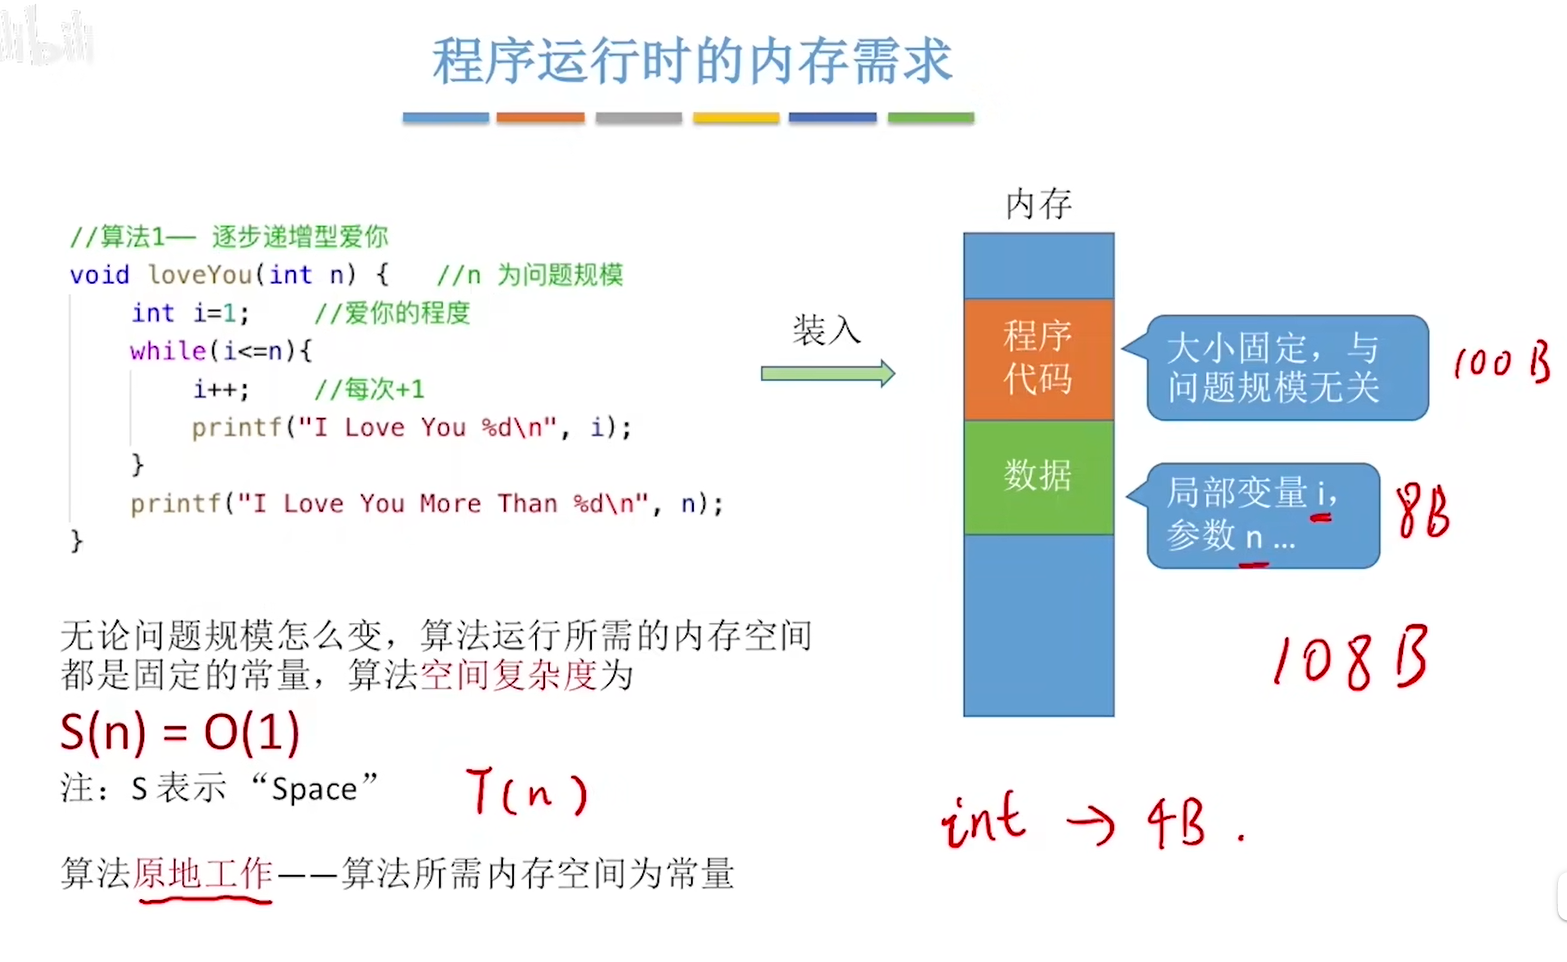 程序运行时的内存需求
//算法1—— 逐步递增型爱你
void loveYou(int n) {   //n 为问题规模
    int i=1;    //爱你的程度
    while(i<=n){
        i++;    //每次+1
        printf("I Love You %d\n", i);
    }
    printf("I Love You More Than %d\n", n);
}
装入
内存
程序
代码
数据
大小固定，与
问题规模无关
100 B
局部变量 i，
参数 n ...
8B
108B
无论问题规模怎么变，算法运行所需的内存空间
都是固定的常量，算法空间复杂度为
S(n) = O(1)
注：S 表示 “Space”
T(n)
int → 4B.
算法原地工作——算法所需内存空间为常量